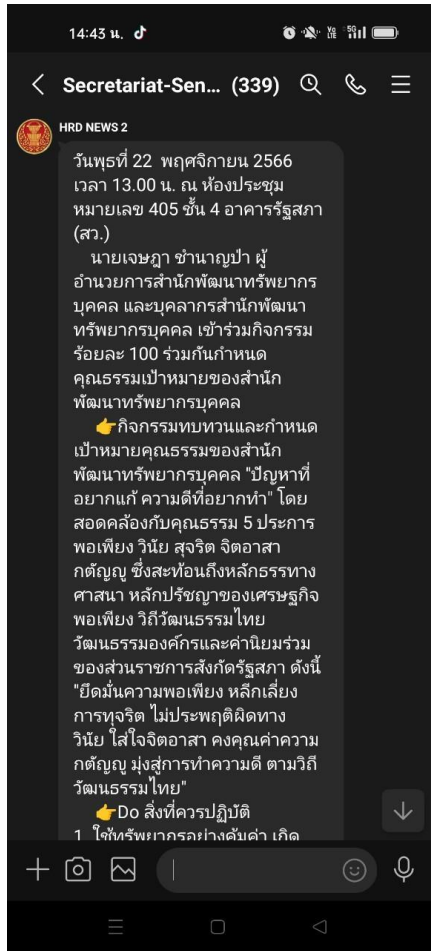 14:43 น.
Vo LTE 5G
Secretariat-Sen... (339)
HRD NEWS 2
วันพุธที่ 22 พฤศจิกายน 2566
เวลา 13.00 น. ณ ห้องประชุม
หมายเลข 405 ชั้น 4 อาคารรัฐสภา
(สว.)
นายเจษฎา ชำนาญป่า ผู้
อำนวยการสำนักพัฒนาทรัพยากร
บุคคล และบุคลากรสำนักพัฒนา
ทรัพยากรบุคคล เข้าร่วมกิจกรรม
ร้อยละ 100 ร่วมกันกำหนด
คุณธรรมเป้าหมายของสำนัก
พัฒนาทรัพยากรบุคคล
👉กิจกรรมทบทวนและกำหนด
เป้าหมายคุณธรรมของสำนัก
พัฒนาทรัพยากรบุคคล "ปัญหาที่
อยากแก้ ความดีที่อยากทำ" โดย
สอดคล้องกับคุณธรรม 5 ประการ
พอเพียง วินัย สุจริต จิตอาสา
กตัญญู ซึ่งสะท้อนถึงหลักธรรทาง
ศาสนา หลักปรัชญาของเศรษฐกิจ
พอเพียง วิถีวัฒนธรรมไทย
วัฒนธรรมองค์กรและค่านิยมร่วม
ของส่วนราชการสังกัดรัฐสภา ดังนี้
"ยึดมั่นความพอเพียง หลีกเลี่ยง
การทุจริต ไม่ประพฤติผิดทาง
วินัย ใส่ใจจิตอาสา คงคุณค่าความ
กตัญญู มุ่งสู่การทำความดี ตามวิถี
วัฒนธรรมไทย"
👉Do สิ่งที่ควรปฏิบัติ
1. ใช้ทรัพยากรอย่างคุ้มค่า เกิด